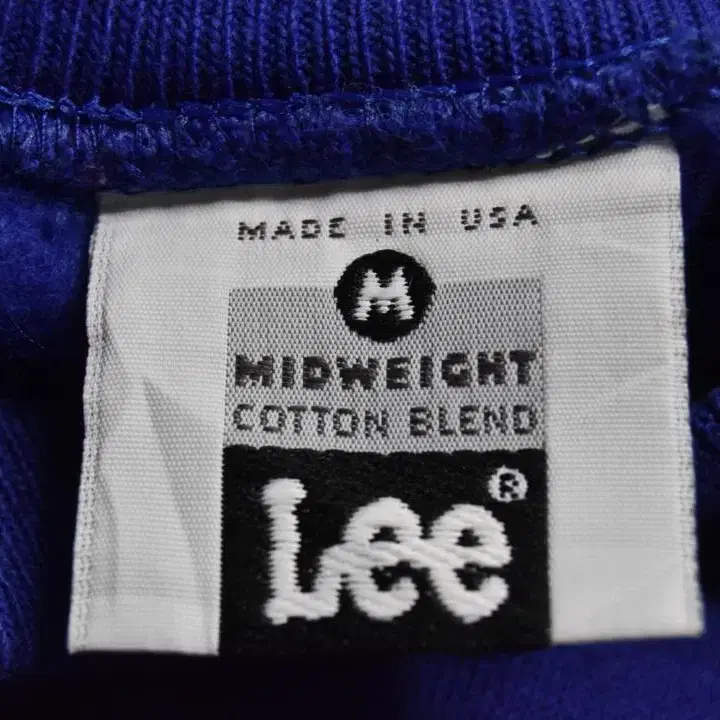 MADE IN USA
M
MIDWEIGHT
COTTON BLEND
Lee®